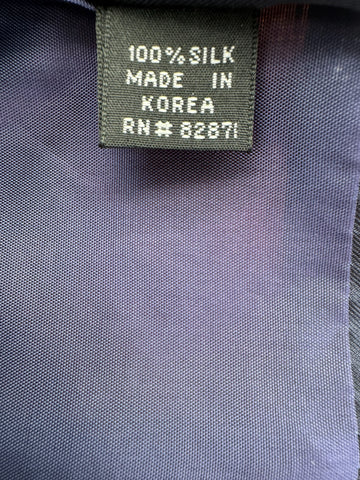 100% SILK
MADE IN
KOREA
RN# 82871